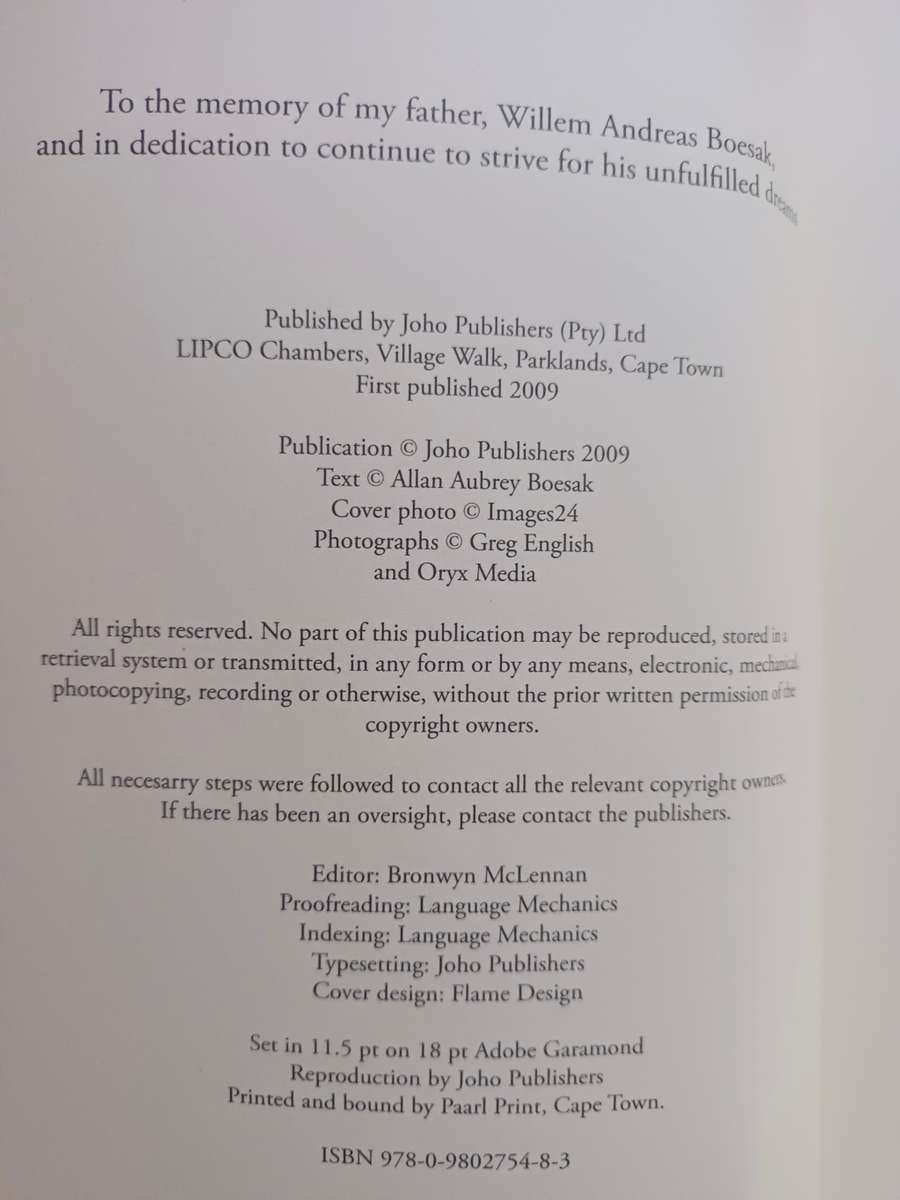 To the memory of my father, Willem Andreas Boesak,
and in dedication to continue to strive for his unfulfilled dreams
Published by Joho Publishers (Pty) Ltd
LIPCO Chambers, Village Walk, Parklands, Cape Town
First published 2009
Publication © Joho Publishers 2009
Text © Allan Aubrey Boesak
Cover photo © Images24
Photographs © Greg English
and Oryx Media
All rights reserved. No part of this publication may be reproduced, stored in a
retrieval system or transmitted, in any form or by any means, electronic, mechanical,
photocopying, recording or otherwise, without the prior written permission of the
copyright owners.
All necesarry steps were followed to contact all the relevant copyright owners.
If there has been an oversight, please contact the publishers.
Editor: Bronwyn McLennan
Proofreading: Language Mechanics
Indexing: Language Mechanics
Typesetting: Joho Publishers
Cover design: Flame Design
Set in 11.5 pt on 18 pt Adobe Garamond
Reproduction by Joho Publishers
Printed and bound by Paarl Print, Cape Town.
ISBN 978-0-9802754-8-3